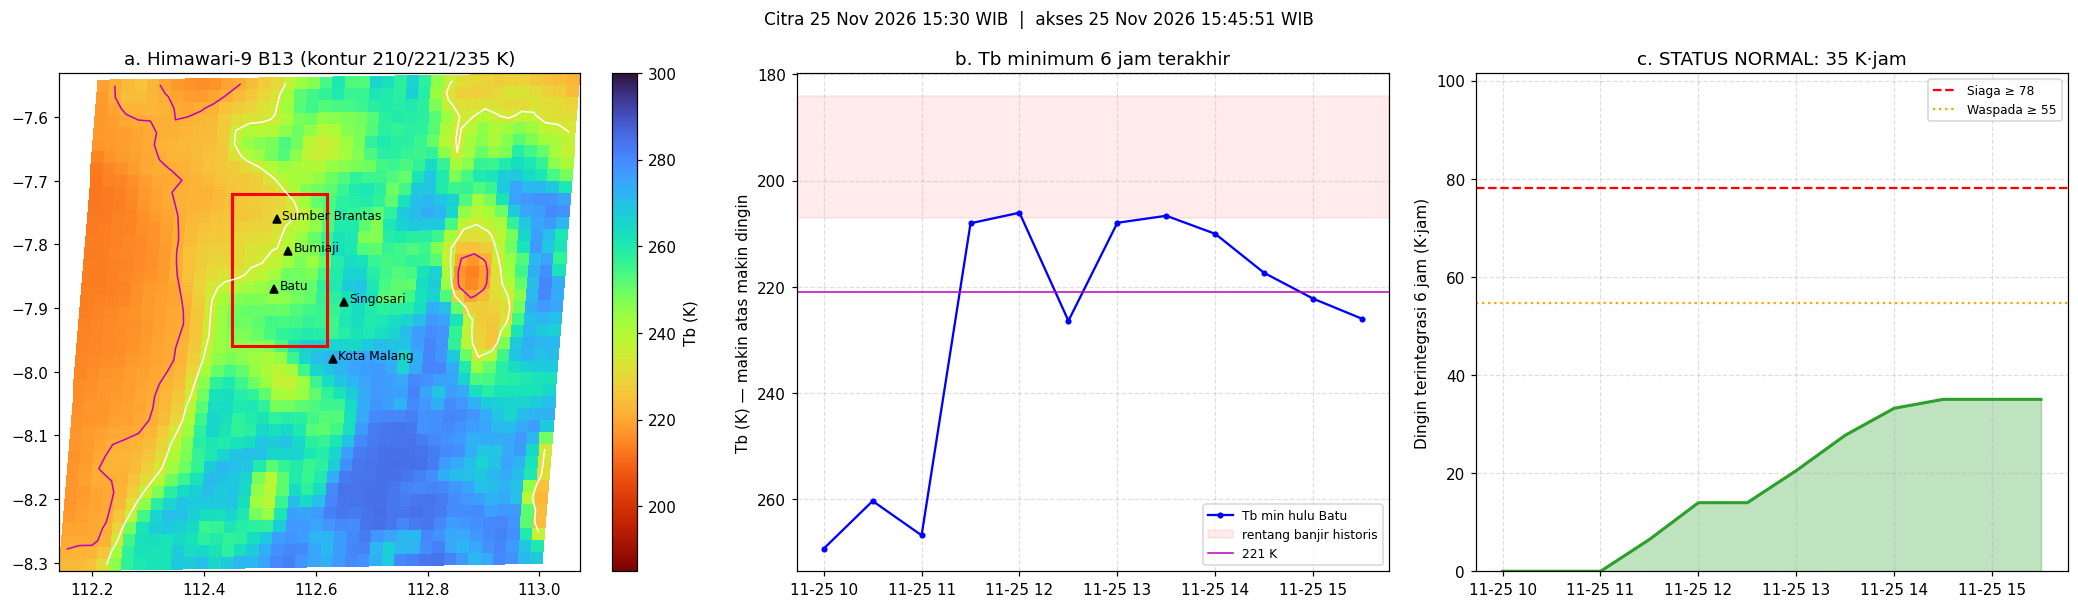 Citra 25 Nov 2026 15:30 WIB | akses 25 Nov 2026 15:45:51 WIB
a. Himawari-9 B13 (kontur 210/221/235 K)
−7.6
−7.7
−7.8
−7.9
−8.0
−8.1
−8.2
−8.3
112.2
112.4
112.6
112.8
113.0
Sumber Brantas
Bumiaji
Batu
Singosari
Kota Malang
300
280
260
240
220
200
Tb (K)
b. Tb minimum 6 jam terakhir
Tb (K) — makin atas makin dingin
180
200
220
240
260
11-25 10
11-25 11
11-25 12
11-25 13
11-25 14
11-25 15
Tb min hulu Batu
rentang banjir historis
221 K
c. STATUS NORMAL: 35 K·jam
Dingin terintegrasi 6 jam (K·jam)
100
80
60
40
20
0
11-25 10
11-25 11
11-25 12
11-25 13
11-25 14
11-25 15
Siaga ≥ 78
Waspada ≥ 55